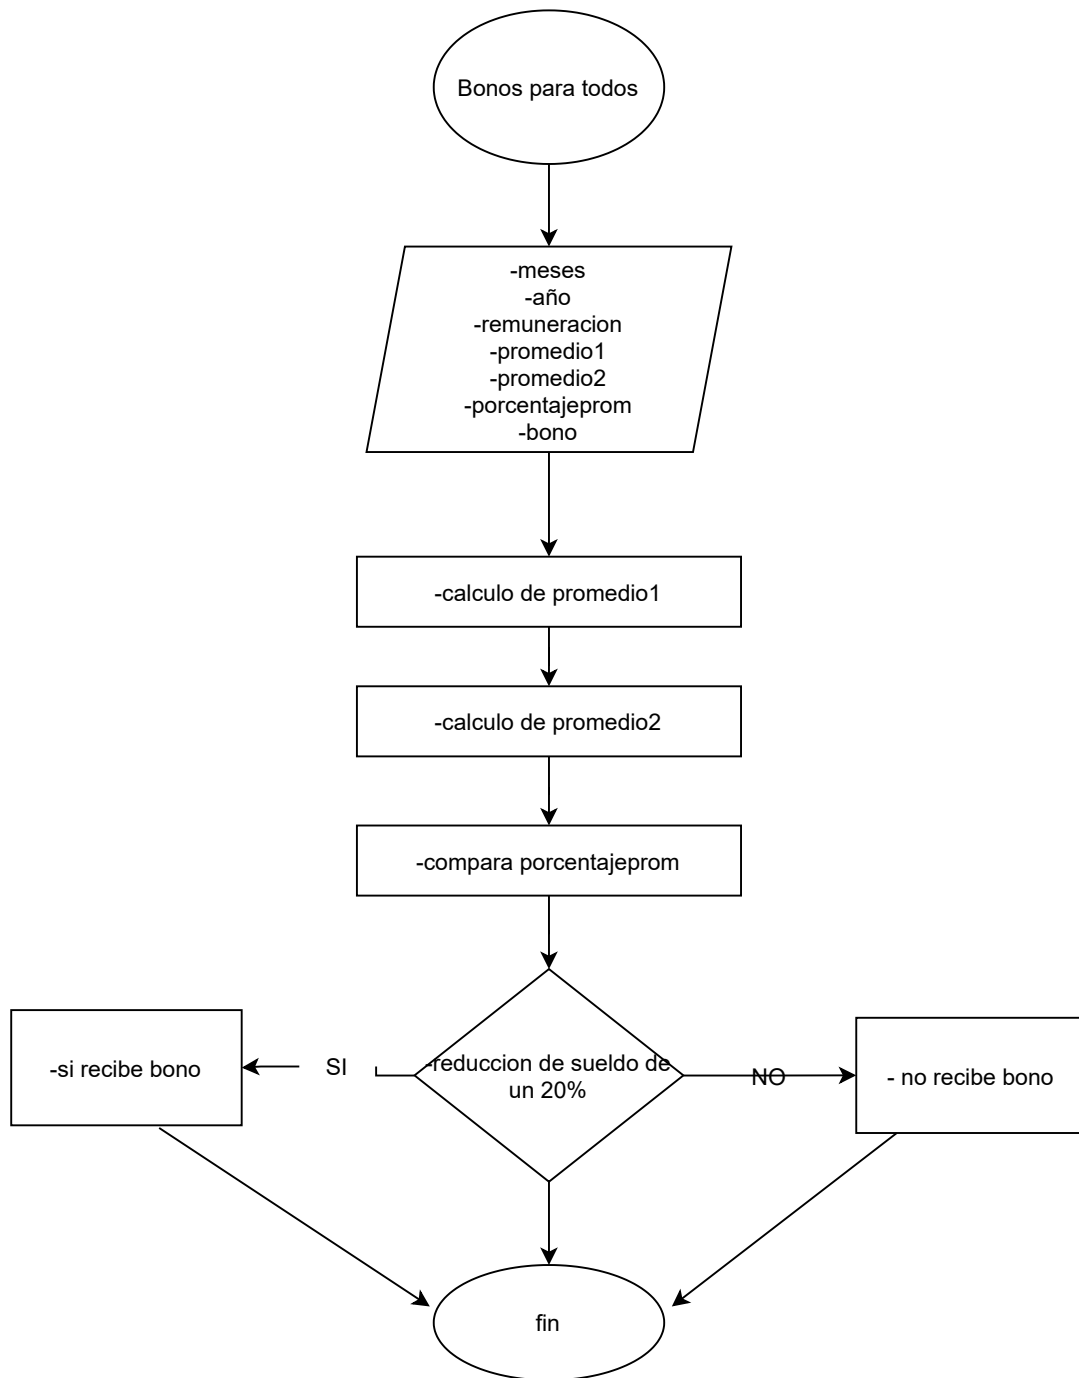 Bonos para todos
-meses
-año
-remuneracion
-promedio1
-promedio2
-porcentajeprom
-bono
-calculo de promedio1
-calculo de promedio2
-compara porcentajeprom
-reduccion de sueldo de
un 20%
SI
NO
-si recibe bono
- no recibe bono
fin